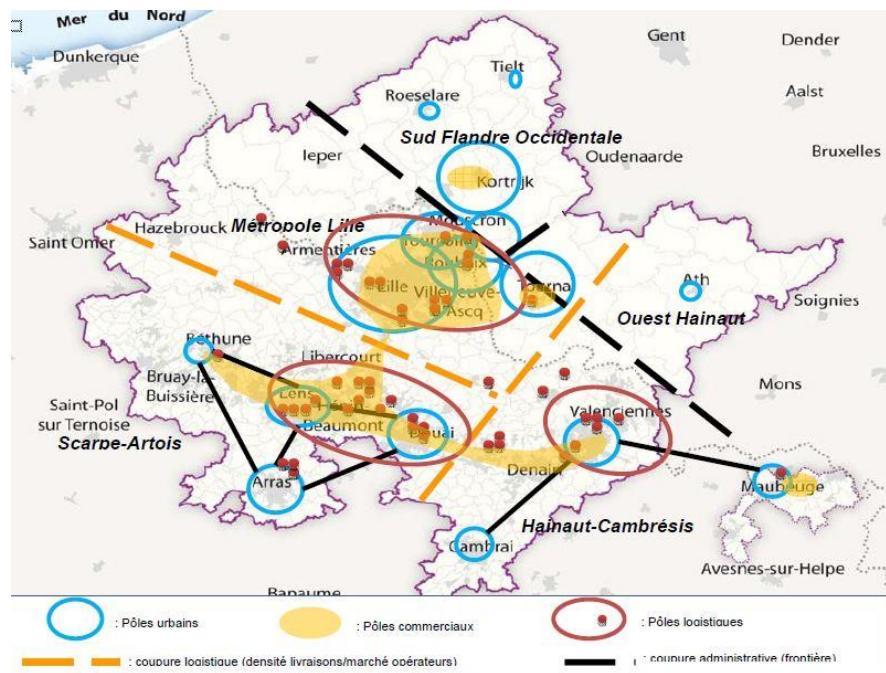 Mer du Nord
Dunkerque
Gent
Dender
Tielt
Roeselare
Aalst
Sud Flandre Occidentale
Ieper
Oudenaarde
Bruxelles
Kortrijk
Hazebrouck
Métropole Lille
Mouscron
Saint Omer
Armentières
Tourcoing
Roubaix
Ath
Lille
Villeneuve-
Ascq
Tournai
Soignies
Ouest Hainaut
Béthune
Libercourt
Bruay-la-
Buissière
Mons
Lens
Hénin
Beaumont
Valenciennes
Saint-Pol
sur Ternoise
Scarpe-Artois
Douai
Denain
Arras
Maubeuge
Hainaut-Cambrésis
Cambrai
Avesnes-sur-Helpe
Bapaume
: Pôles urbains
: Pôles commerciaux
: Pôles logistiques
: coupure logistique (densité livraisons/marché opérateurs)
: coupure administrative (frontière)